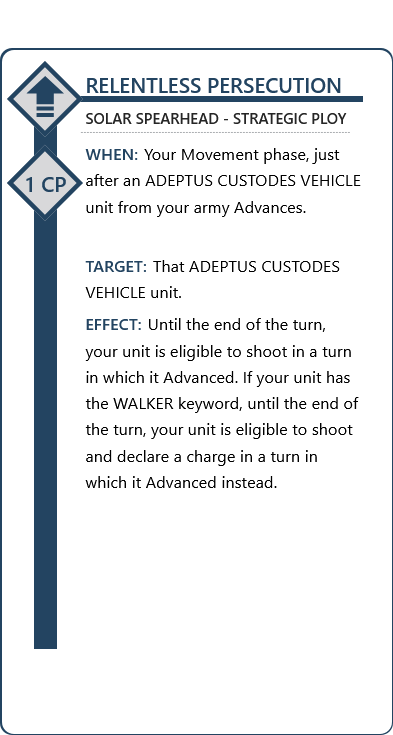 RELENTLESS PERSECUTION
SOLAR SPEARHEAD - STRATEGIC PLOY
1 CP
WHEN: Your Movement phase, just
after an ADEPTUS CUSTODES VEHICLE
unit from your army Advances.
TARGET: That ADEPTUS CUSTODES
VEHICLE unit.
EFFECT: Until the end of the turn,
your unit is eligible to shoot in a turn
in which it Advanced. If your unit has
the WALKER keyword, until the end of
the turn, your unit is eligible to shoot
and declare a charge in a turn in
which it Advanced instead.